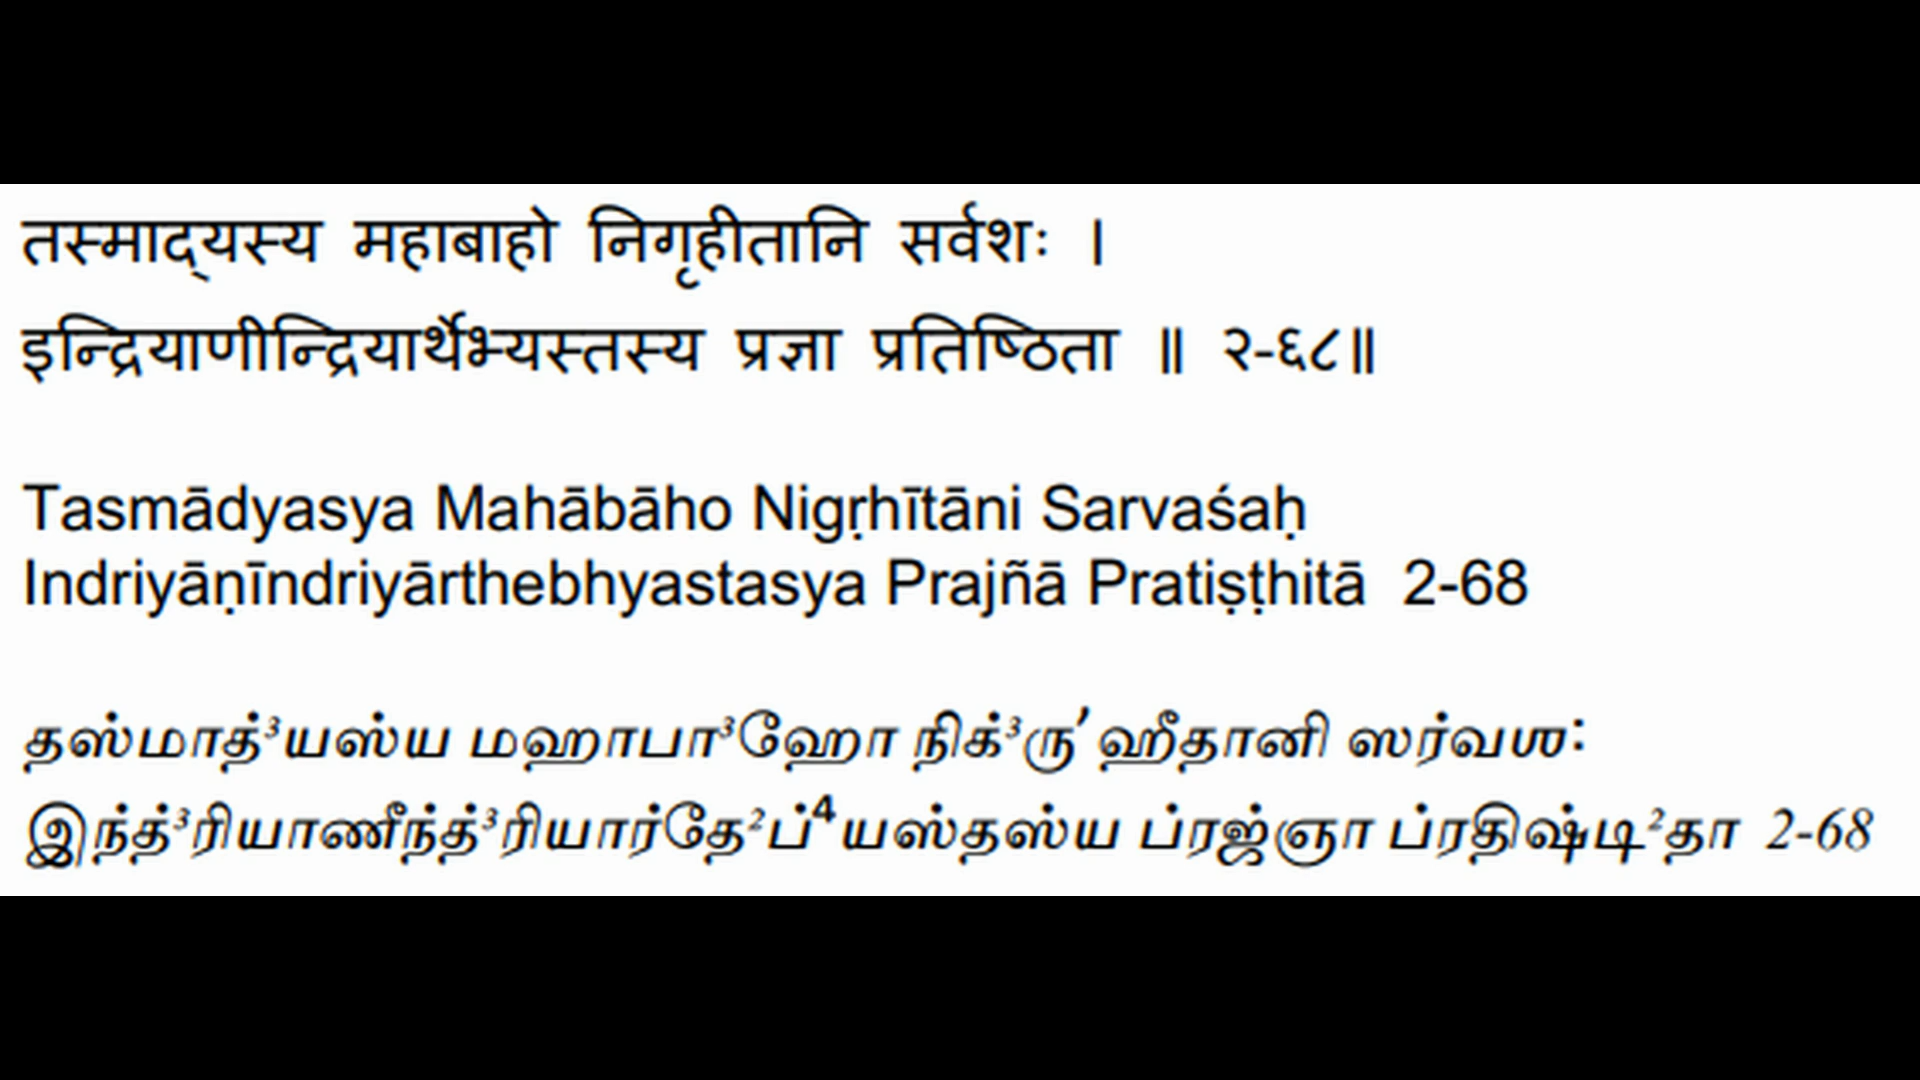 तस्माद्यस्य महाबाहो निगृहीतानि सर्वशः ।
इन्द्रियाणीन्द्रियार्थेभ्यस्तस्य प्रज्ञा प्रतिष्ठिता ॥ २-६८॥
Tasmādyasya Mahābāho Nigṛhītāni Sarvaśaḥ
Indriyāṇīndriyārthebhyastasya Prajñā Pratiṣṭhitā 2-68
தஸ்மாத்³யஸ்ய மஹாபா³ஹோ நிக்³ரு’ஹீதானி ஸர்வஶ:
இந்த்³ரியாணீந்த்³ரியார்தே²ப்⁴யஸ்தஸ்ய ப்ரஜ்ஞா ப்ரதிஷ்டி²தா 2-68